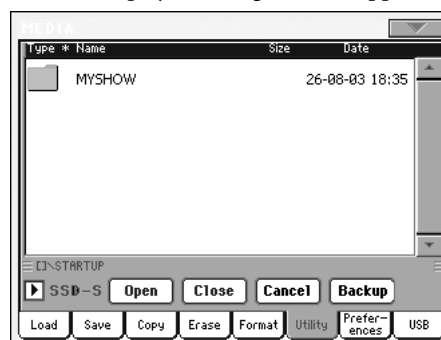 MEDIA
Type * Name Size Date
MYSHOW 26-08-03 18:35
[]\STARTUP
SSD-S Open Close Cancel Backup
Load Save Copy Erase Format Utility Prefer-
ences USB